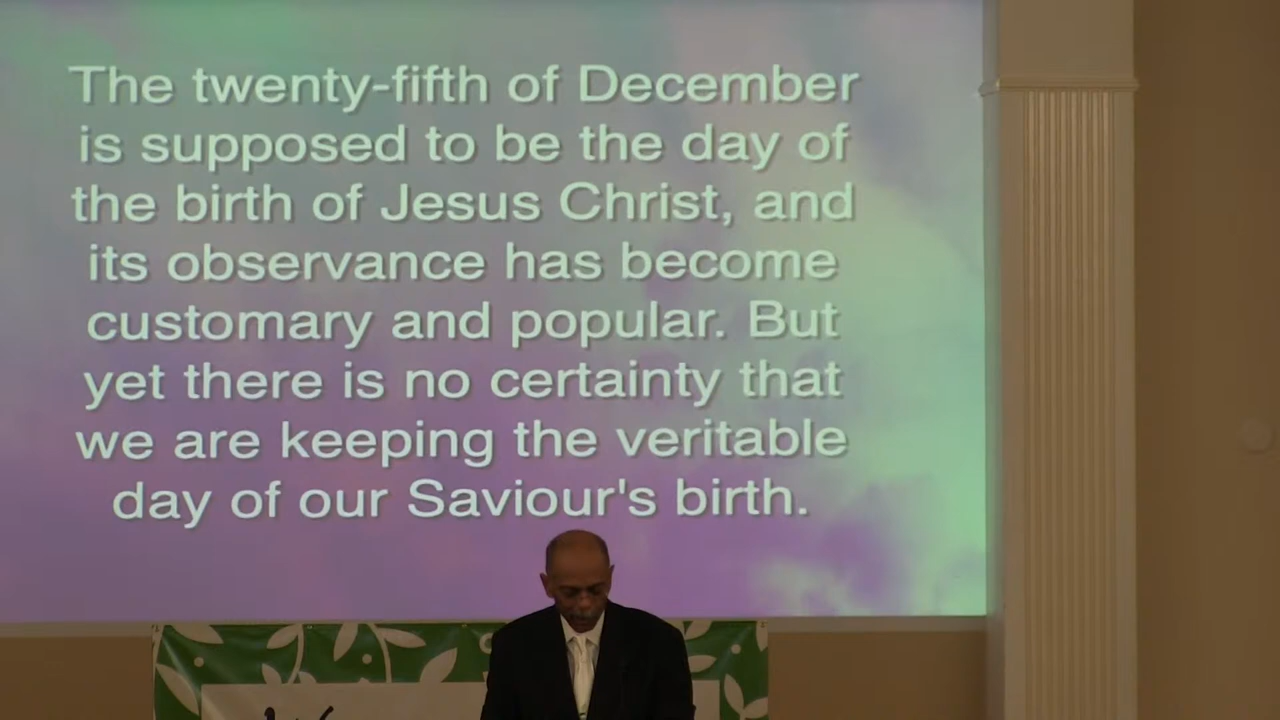 The twenty-fifth of December
is supposed to be the day of
the birth of Jesus Christ, and
its observance has become
customary and popular. But
yet there is no certainty that
we are keeping the veritable
day of our Saviour's birth.